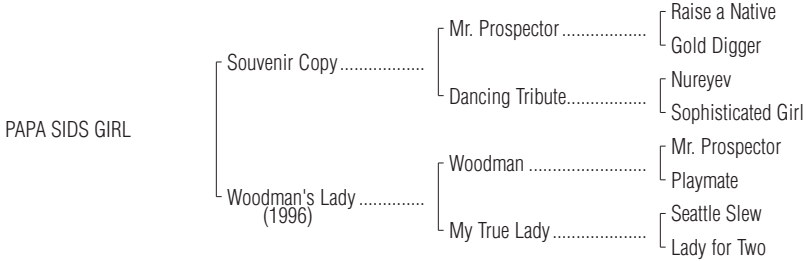 Raise a Native
Mr. Prospector..................
Gold Digger
Souvenir Copy..................
Nureyev
Dancing Tribute.................
Sophisticated Girl
PAPA SIDS GIRL
Mr. Prospector
Woodman .........................
Playmate
Woodman's Lady ..............
(1996)
Seattle Slew
My True Lady....................
Lady for Two